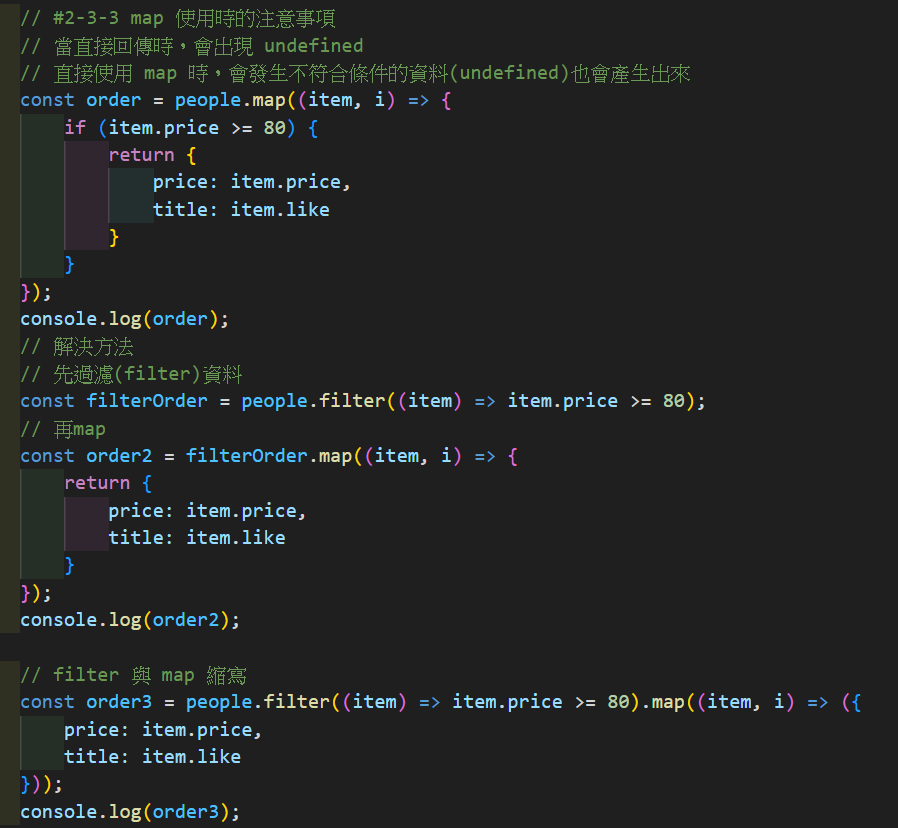 // #2-3-3 map 使用時的注意事項
// 當直接回傳時，會出現 undefined
// 直接使用 map 時，會發生不符合條件的資料(undefined)也會產生出來
const order = people.map((item, i) => {
    if (item.price >= 80) {
        return {
            price: item.price,
            title: item.like
        }
    }
});
console.log(order);
// 解決方法
// 先過濾(filter)資料
const filterOrder = people.filter((item) => item.price >= 80);
// 再map
const order2 = filterOrder.map((item, i) => {
    return {
        price: item.price,
        title: item.like
    }
});
console.log(order2);

// filter 與 map 縮寫
const order3 = people.filter((item) => item.price >= 80).map((item, i) => ({
    price: item.price,
    title: item.like
}));
console.log(order3);